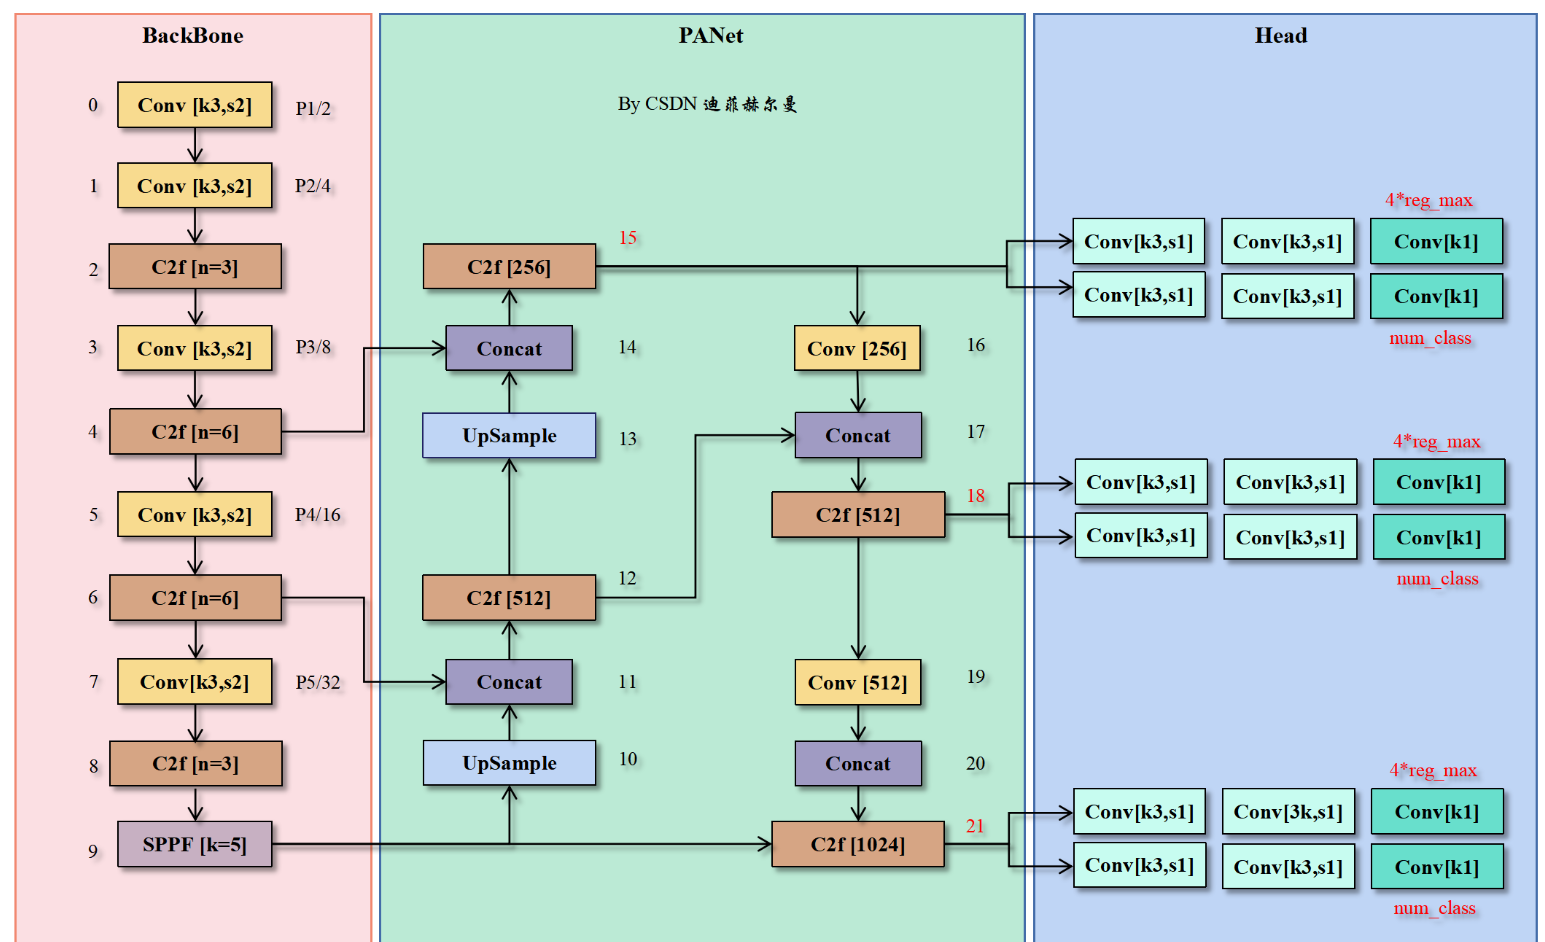 BackBone
0
Conv [k3,s2]
P1/2
1
Conv [k3,s2]
P2/4
2
C2f [n=3]
3
Conv [k3,s2]
P3/8
4
C2f [n=6]
5
Conv [k3,s2]
P4/16
6
C2f [n=6]
7
Conv[k3,s2]
P5/32
8
C2f [n=3]
9
SPPF [k=5]
PANet
By CSDN 迪菲赫尔曼
C2f [256]
15
Concat
14
UpSample
13
C2f [512]
12
Concat
11
UpSample
10
Conv [256]
16
Concat
17
C2f [512]
18
Conv [512]
19
Concat
20
C2f [1024]
21
Head
4*reg_max
Conv[k3,s1] Conv[k3,s1] Conv[k1]
Conv[k3,s1] Conv[k3,s1] Conv[k1]
num_class
4*reg_max
Conv[k3,s1] Conv[k3,s1] Conv[k1]
Conv[k3,s1] Conv[k3,s1] Conv[k1]
num_class
4*reg_max
Conv[k3,s1] Conv[3k,s1] Conv[k1]
Conv[k3,s1] Conv[k3,s1] Conv[k1]
num_class